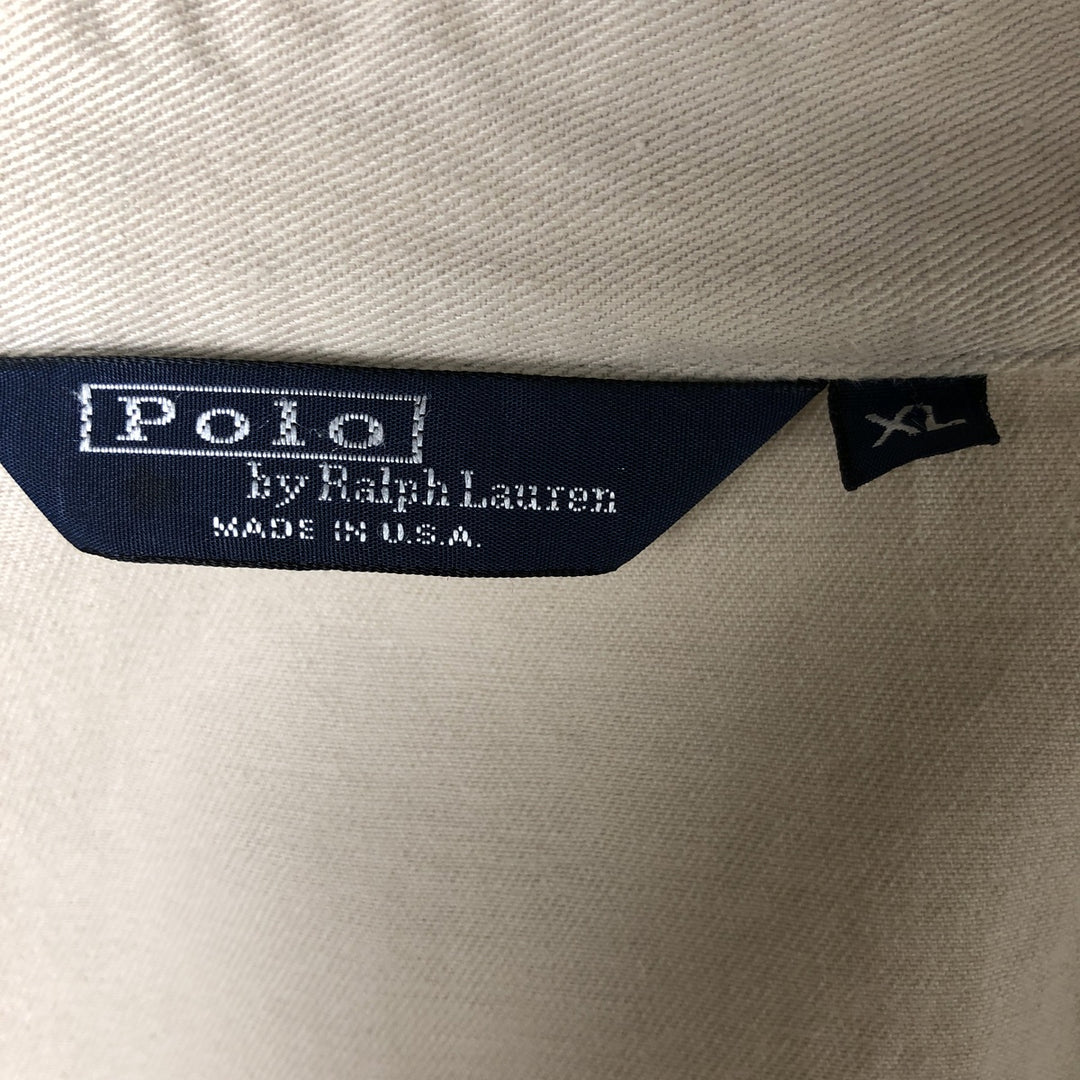 Polo
by Ralph Lauren
MADE IN U.S.A.
XL